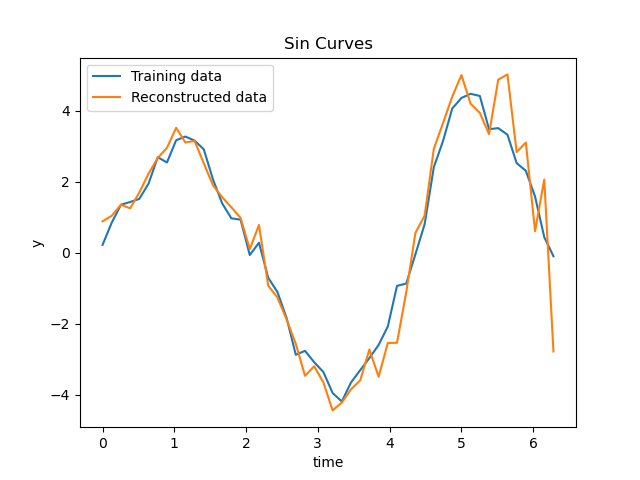 Sin Curves
Training data
Reconstructed data
4
2
0
−2
−4
y
0 1 2 3 4 5 6
time